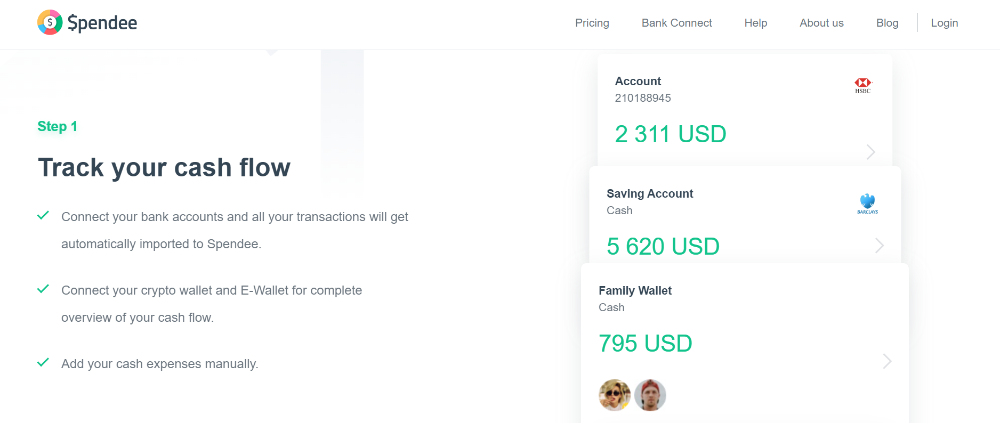 Spendee
Pricing
Bank Connect
Help
About us
Blog
Login
Step 1
Track your cash flow
Connect your bank accounts and all your transactions will get
automatically imported to Spendee.
Connect your crypto wallet and E-Wallet for complete
overview of your cash flow.
Add your cash expenses manually.
Account
210188945
HSBC
2 311 USD
Saving Account
Cash
BARCLAYS
5 620 USD
Family Wallet
Cash
795 USD